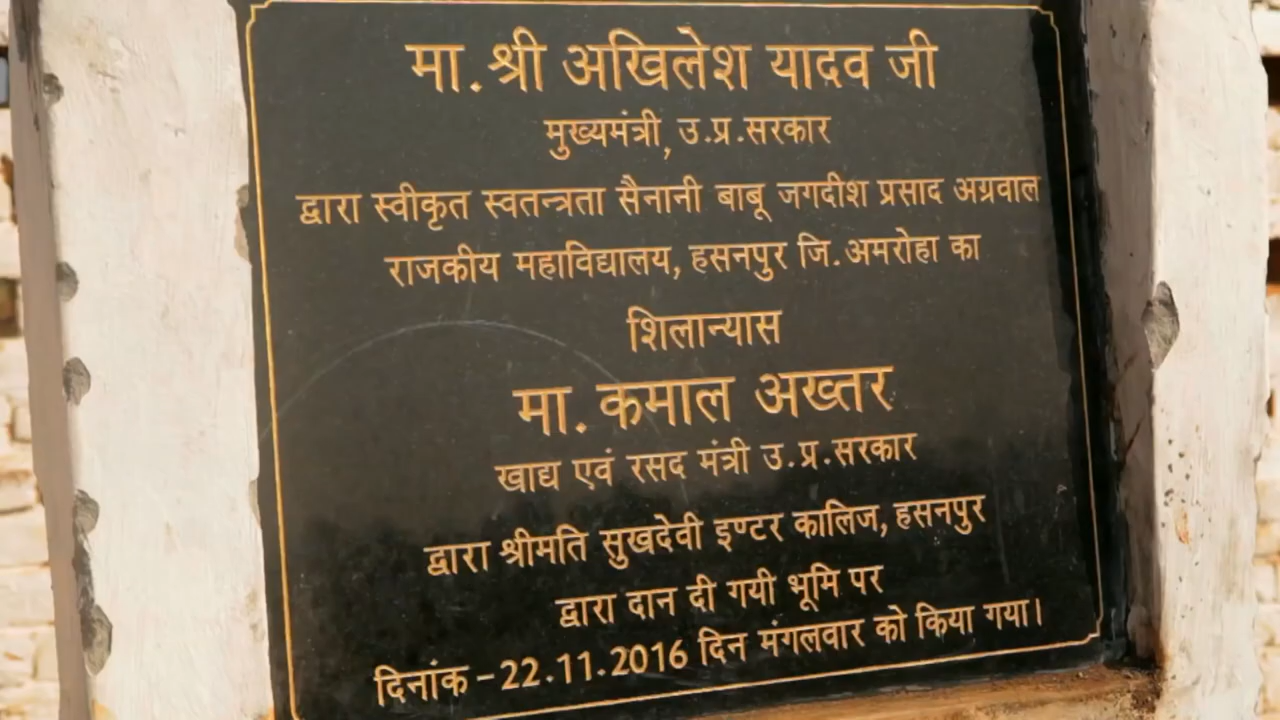 मा. श्री अखिलेश यादव जी
मुख्यमंत्री, उ.प्र.सरकार
द्वारा स्वीकृत स्वतन्त्रता सैनानी बाबू जगदीश प्रसाद अग्रवाल
राजकीय महाविद्यालय, हसनपुर जि.अमरोहा का
शिलान्यास
मा. कमाल अख्तर
खाद्य एवं रसद मंत्री उ.प्र.सरकार
द्वारा श्रीमति सुखदेवी इण्टर कालिज, हसनपुर
द्वारा दान दी गयी भूमि पर
दिनांक-22.11.2016 दिन मंगलवार को किया गया।